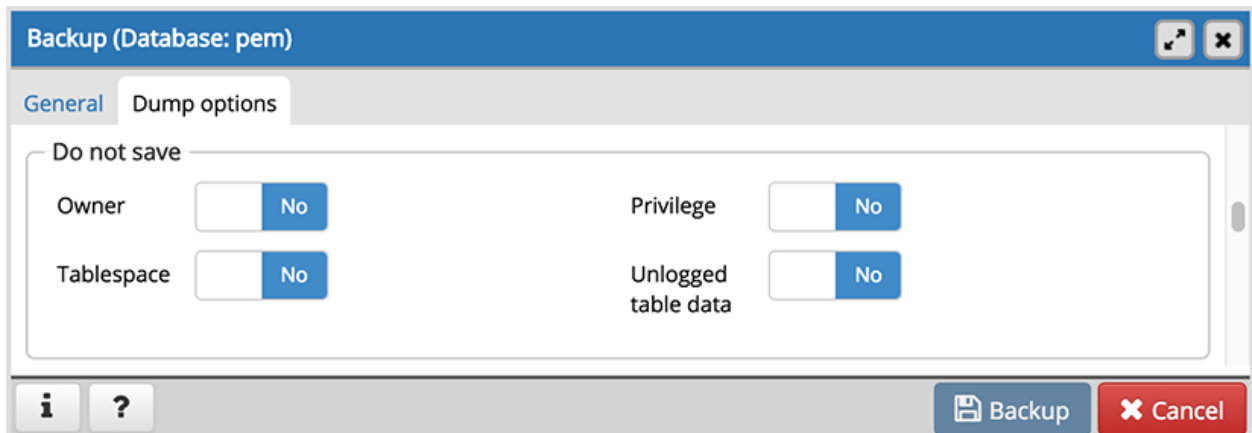 Backup (Database: pem)
General Dump options
Do not save
Owner No Privilege No
Tablespace No Unlogged table data No
i ? Backup Cancel